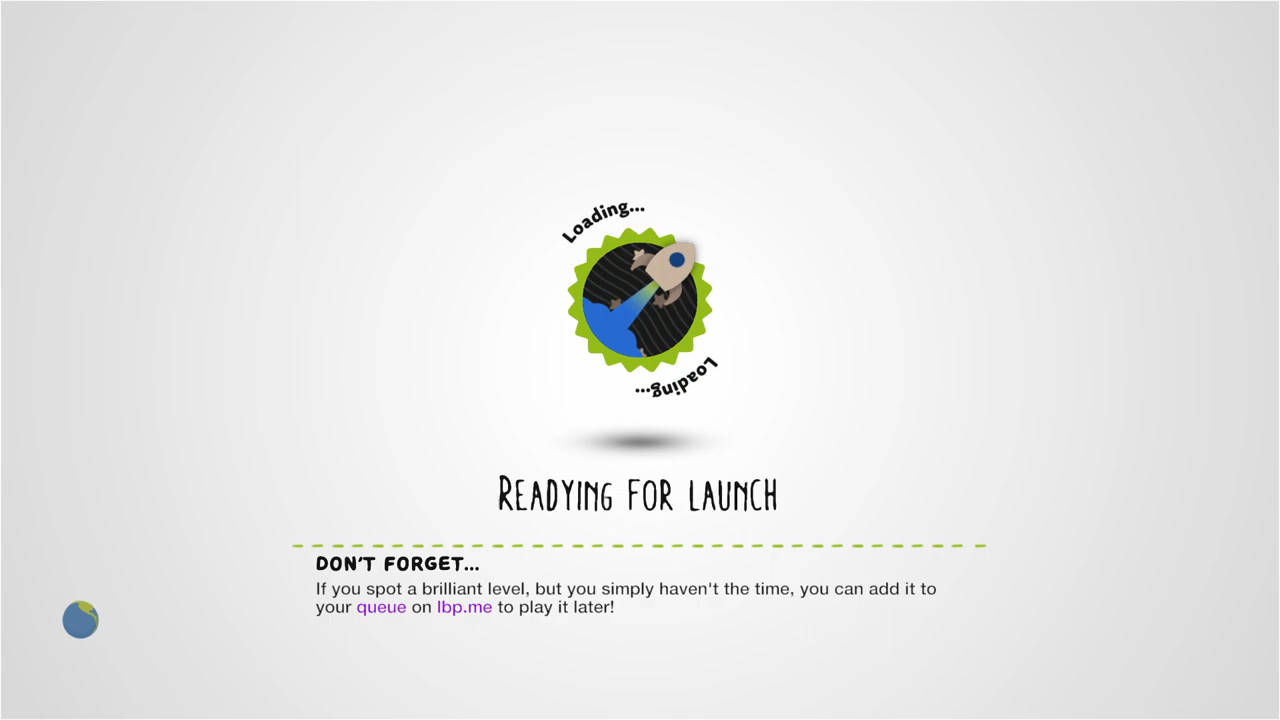 Loading...
Loading...
READYING FOR LAUNCH
DON'T FORGET...
If you spot a brilliant level, but you simply haven't the time, you can add it to
your queue on lbp.me to play it later!